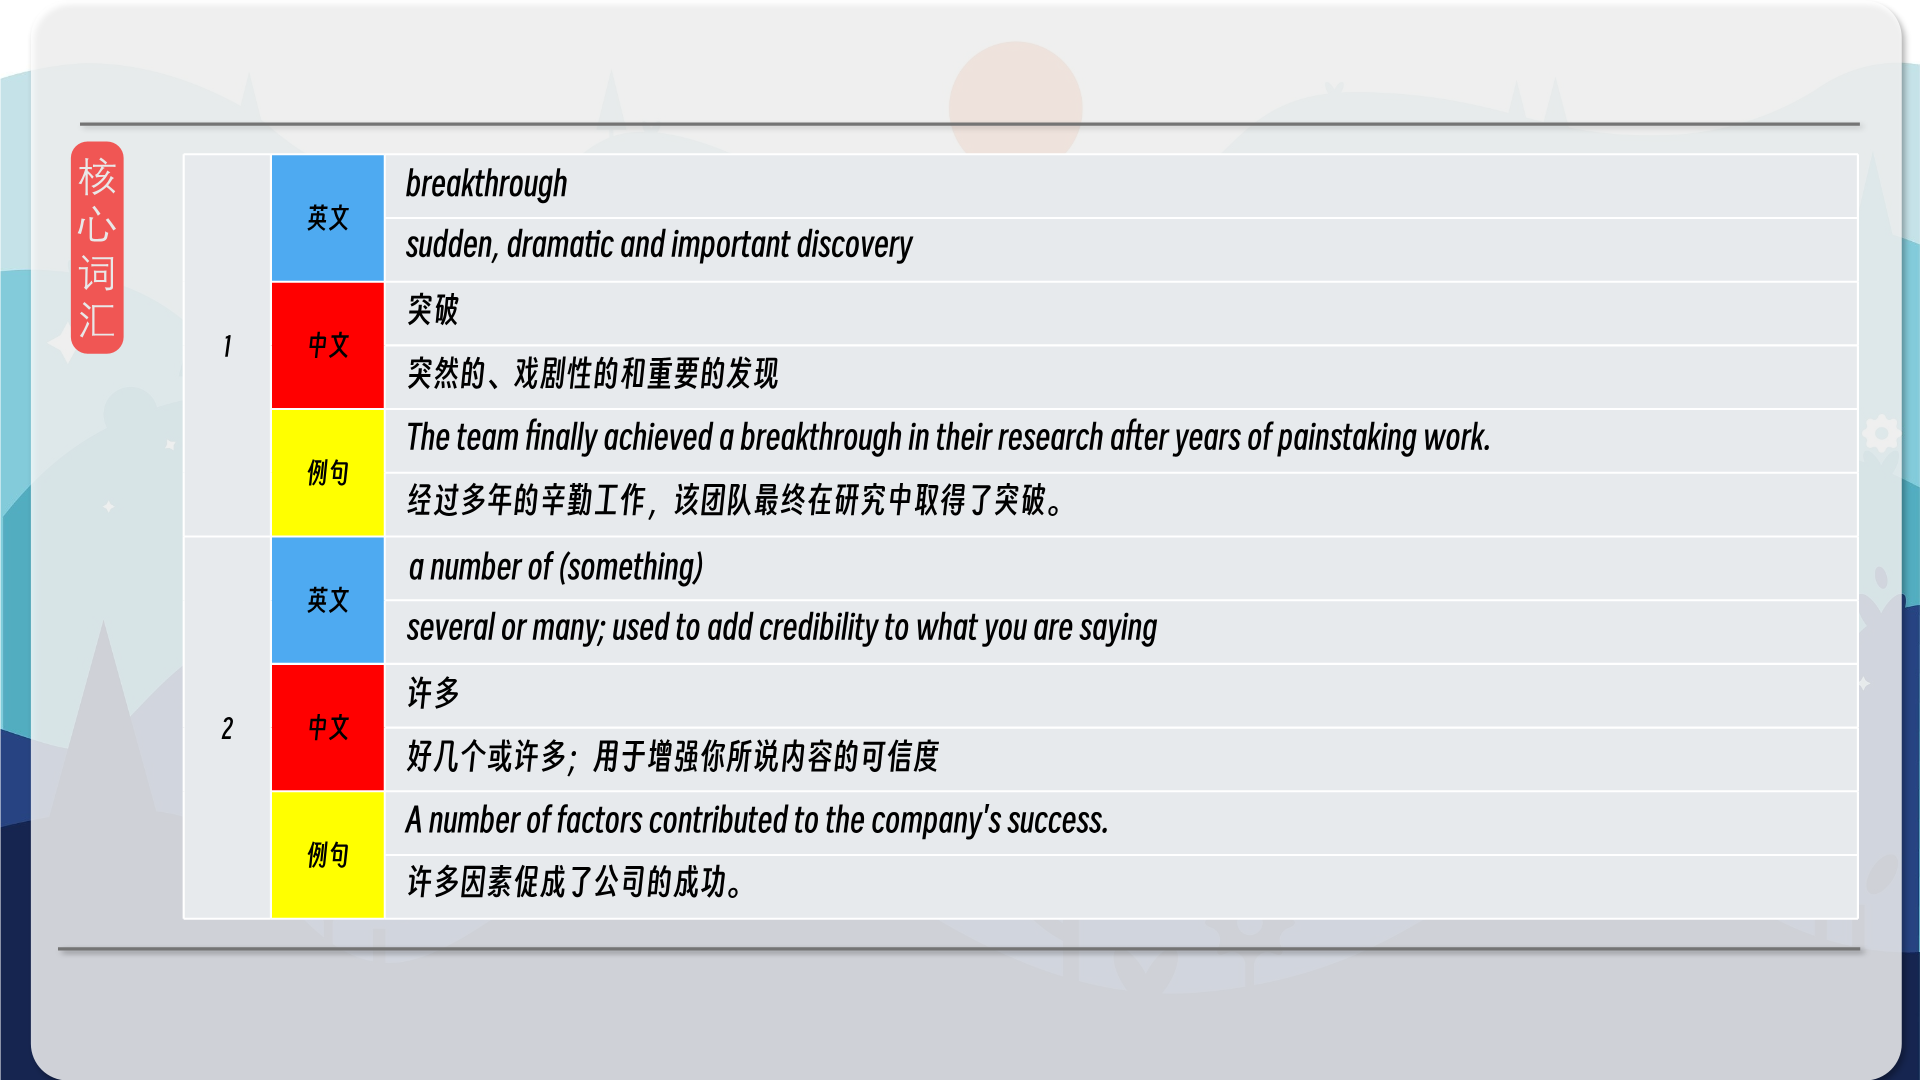 核心词汇
1
英文
breakthrough
sudden, dramatic and important discovery
中文
突破
突然的、戏剧性的和重要的发现
例句
The team finally achieved a breakthrough in their research after years of painstaking work.
经过多年的辛勤工作，该团队最终在研究中取得了突破。
2
英文
a number of (something)
several or many; used to add credibility to what you are saying
中文
许多
好几个或许多；用于增强你所说内容的可信度
例句
A number of factors contributed to the company's success.
许多因素促成了公司的成功。